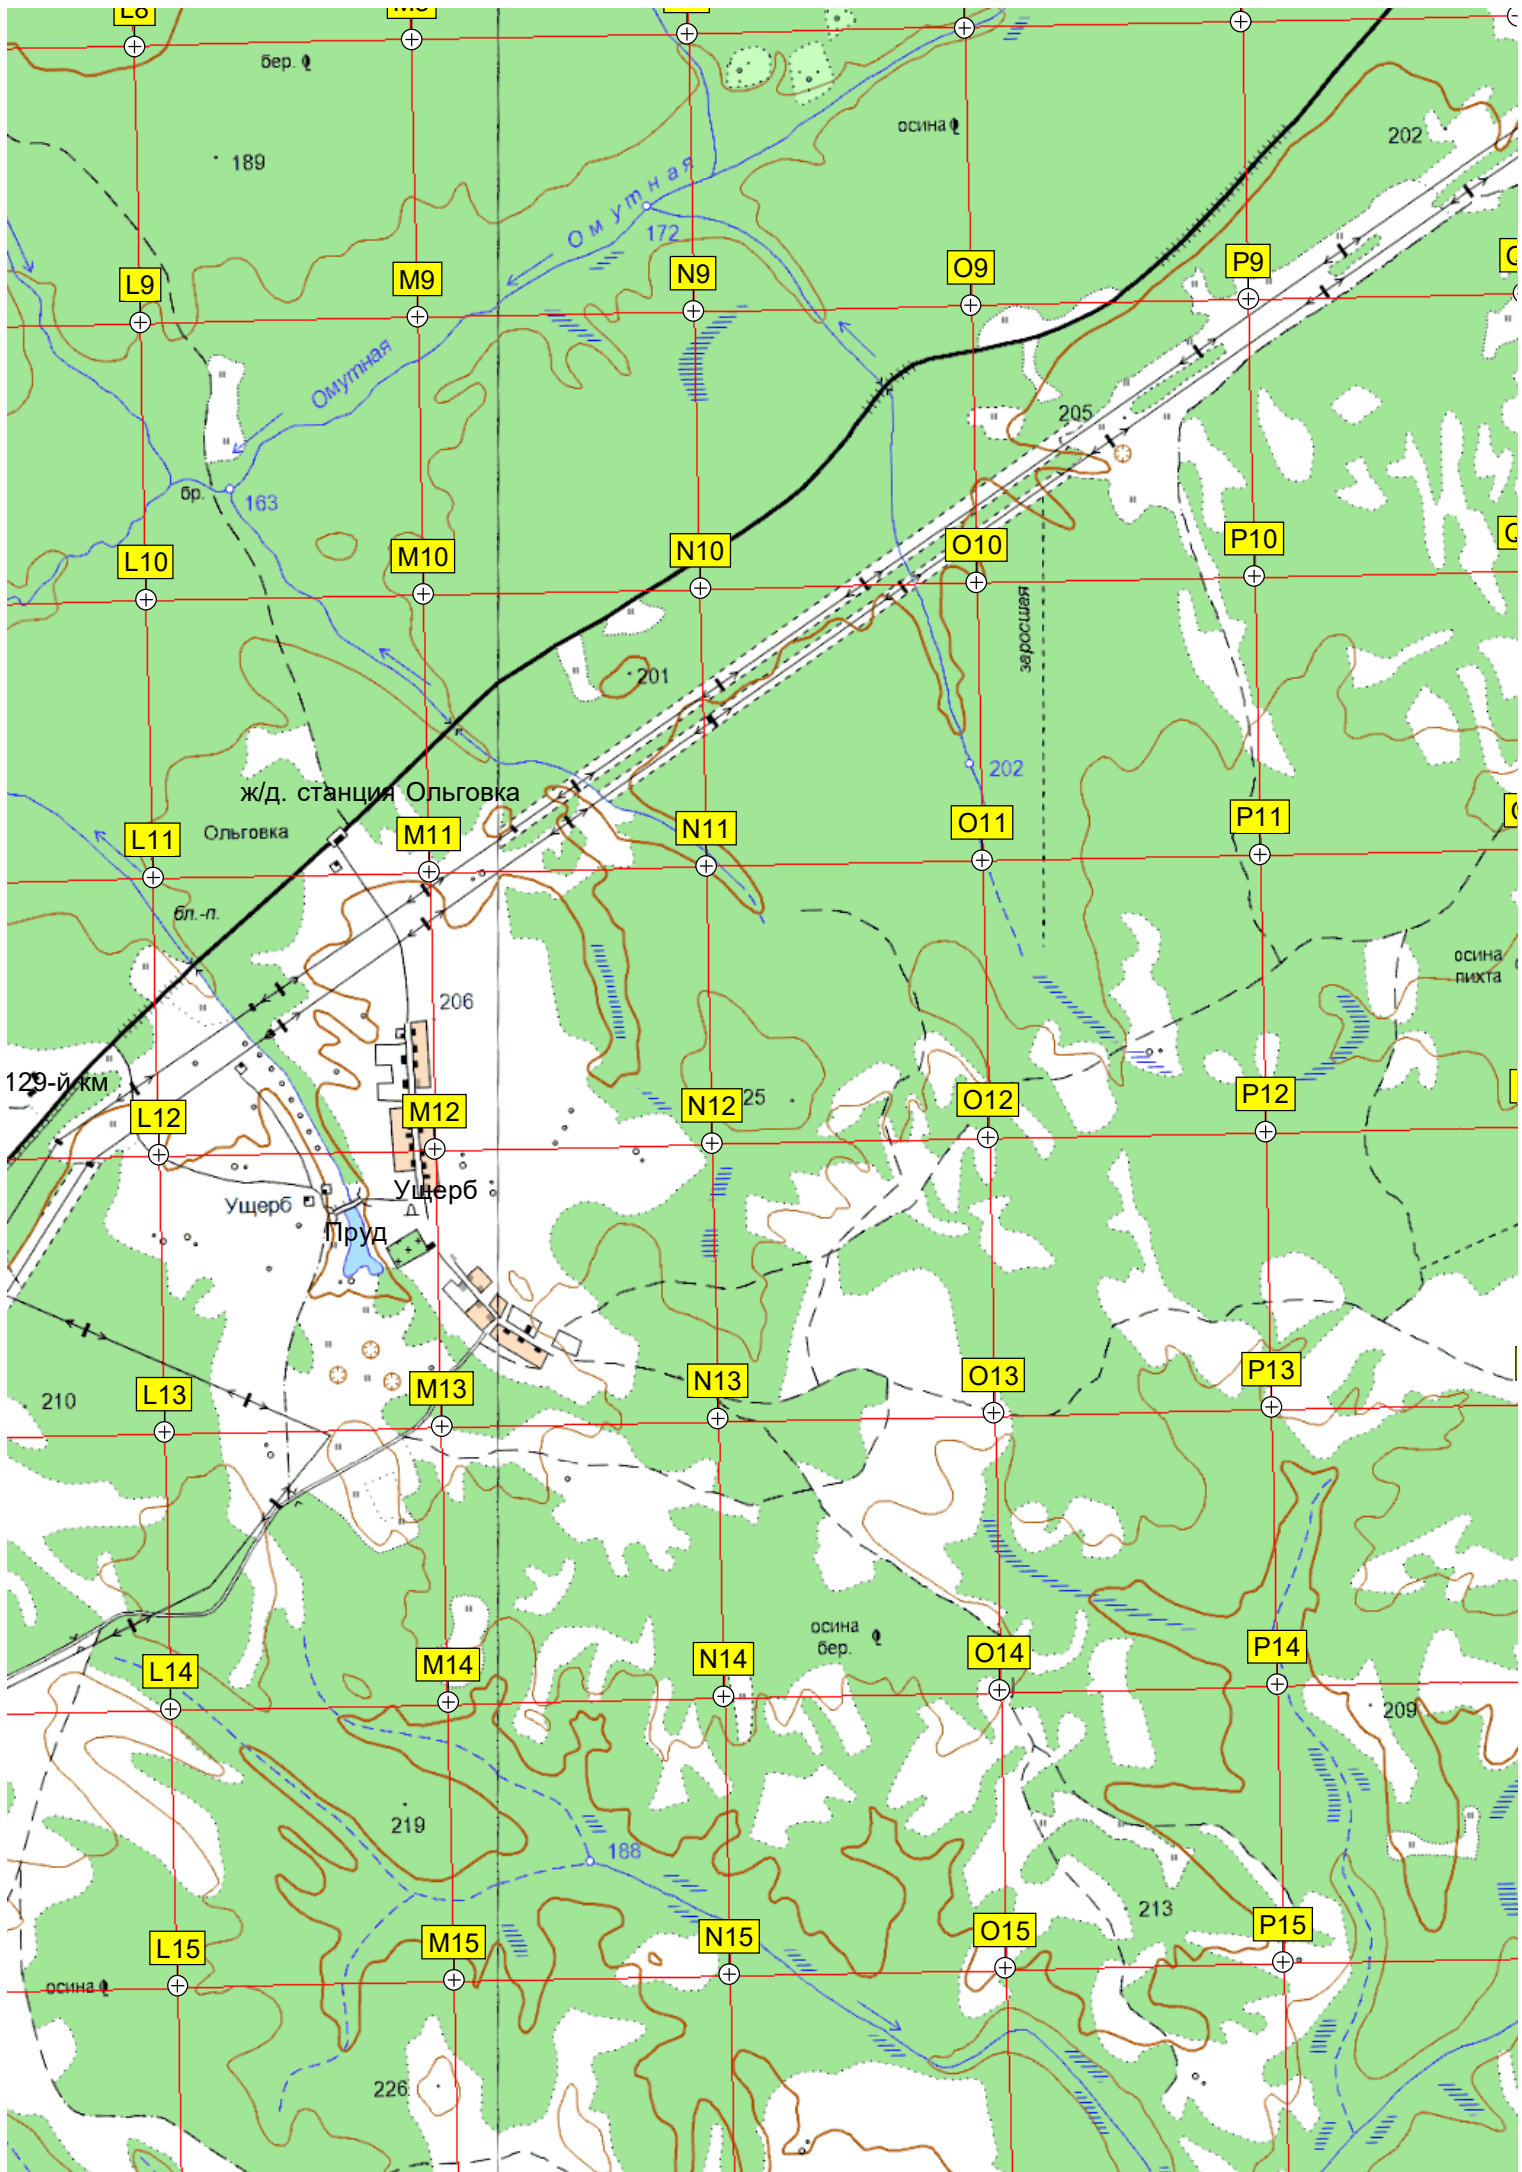 L8
бер.
осина
202
189
Омутная
172
L9
M9
N9
O9
P9
Омутная
205
бр.
163
L10
M10
N10
O10
P10
заросшая
201
202
ж/д. станция Ольговка
Ольговка
L11
M11
N11
O11
P11
бл.-п.
осина
пихта
206
129-й км
L12
M12
N12
25
O12
P12
Ущерб
Ущерб
Пруд
210
L13
M13
N13
O13
P13
осина
бер.
L14
M14
N14
O14
P14
209
219
188
213
L15
M15
N15
O15
P15
осина
226